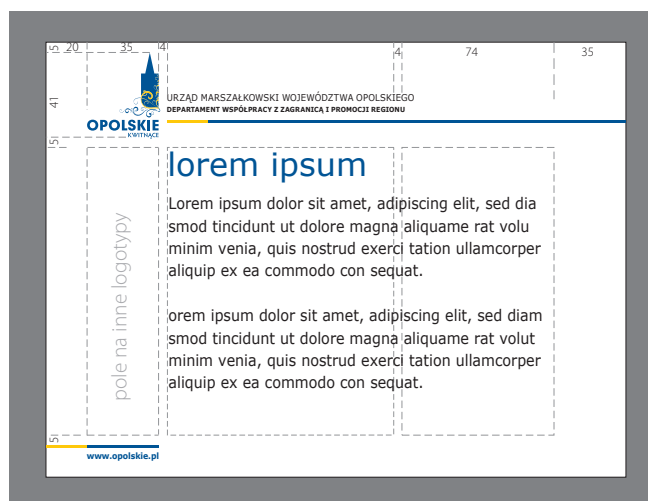 5 20 35 4 4 74 35
41
5
OPOLSKIE
KWITNĄCE
URZĄD MARSZAŁKOWSKI WOJEWÓDZTWA OPOLSKIEGO
DEPARTAMENT WSPÓŁPRACY Z ZAGRANICĄ I PROMOCJI REGIONU
lorem ipsum
Lorem ipsum dolor sit amet, adipiscing elit, sed dia
smod tincidunt ut dolore magna aliquame rat volu
minim venia, quis nostrud exerci tation ullamcorper
aliquip ex ea commodo con sequat.
orem ipsum dolor sit amet, adipiscing elit, sed diam
smod tincidunt ut dolore magna aliquame rat volut
minim venia, quis nostrud exerci tation ullamcorper
aliquip ex ea commodo con sequat.
pole na inne logotypy
5
www.opolskie.pl